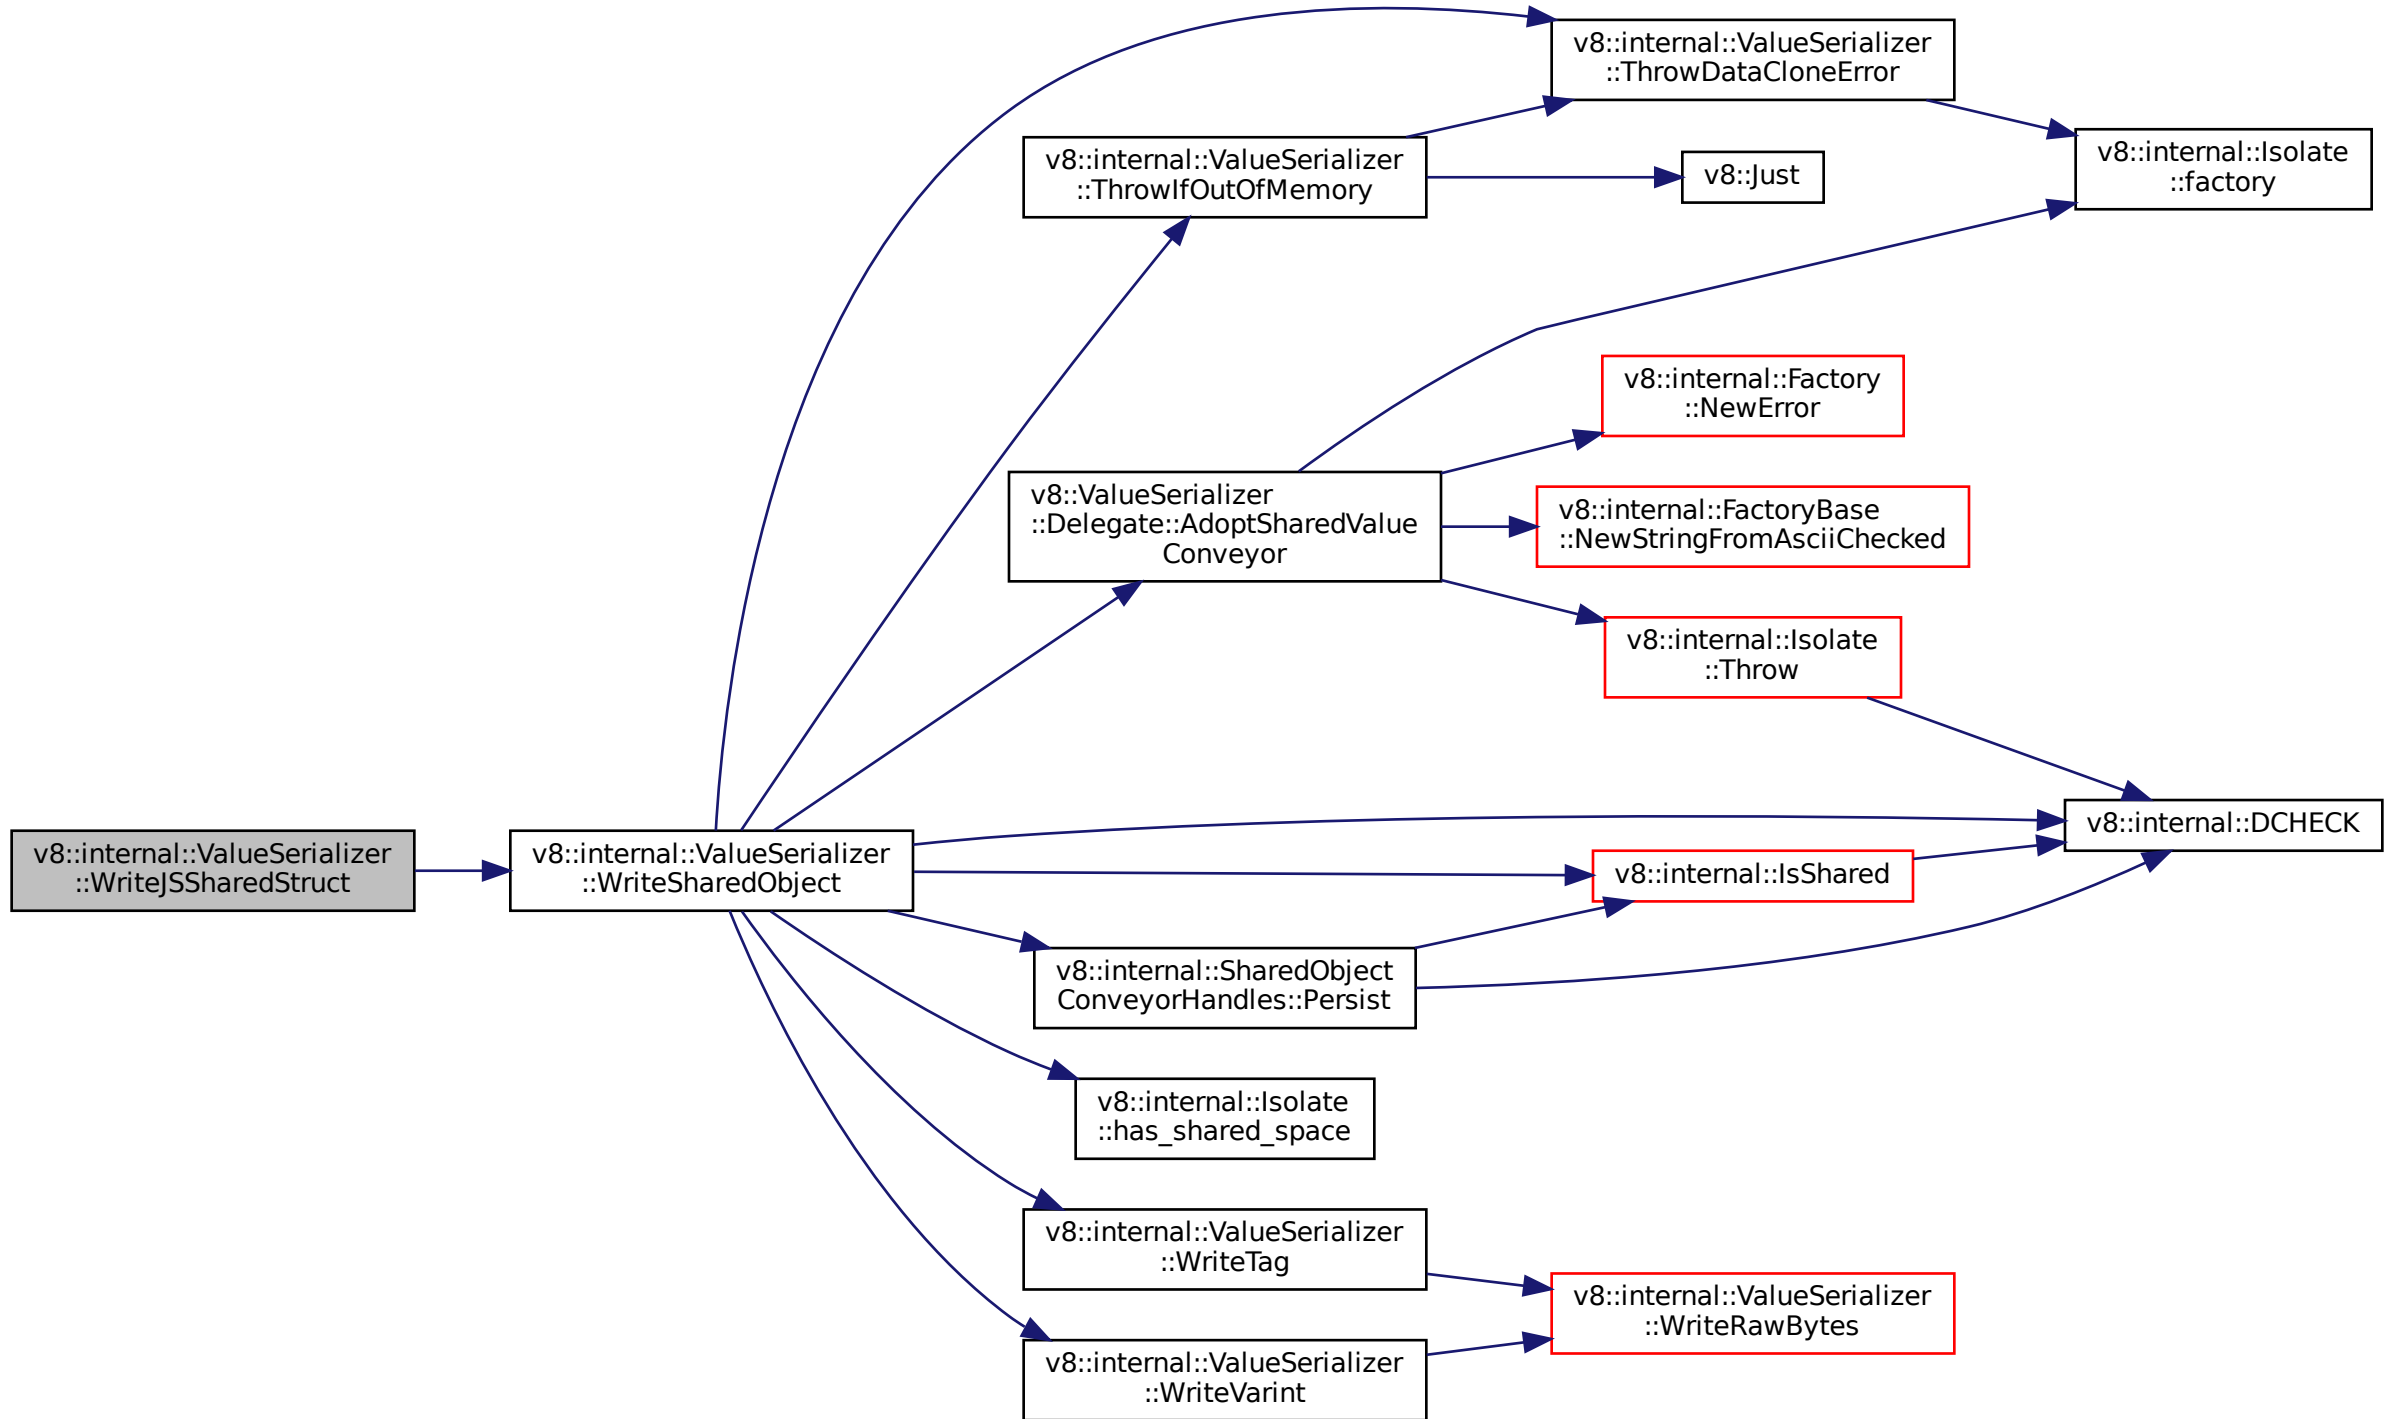 v8::internal::ValueSerializer
::WriteJSSharedStruct
v8::internal::ValueSerializer
::WriteSharedObject
v8::internal::ValueSerializer
::ThrowDataCloneError
v8::internal::Isolate
::factory
v8::internal::ValueSerializer
::ThrowIfOutOfMemory
v8::Just
v8::internal::Factory
::NewError
v8::ValueSerializer
::Delegate::AdoptSharedValue
Conveyor
v8::internal::FactoryBase
::NewStringFromAsciiChecked
v8::internal::Isolate
::Throw
v8::internal::DCHECK
v8::internal::IsShared
v8::internal::SharedObject
ConveyorHandles::Persist
v8::internal::Isolate
::has_shared_space
v8::internal::ValueSerializer
::WriteTag
v8::internal::ValueSerializer
::WriteRawBytes
v8::internal::ValueSerializer
::WriteVarint